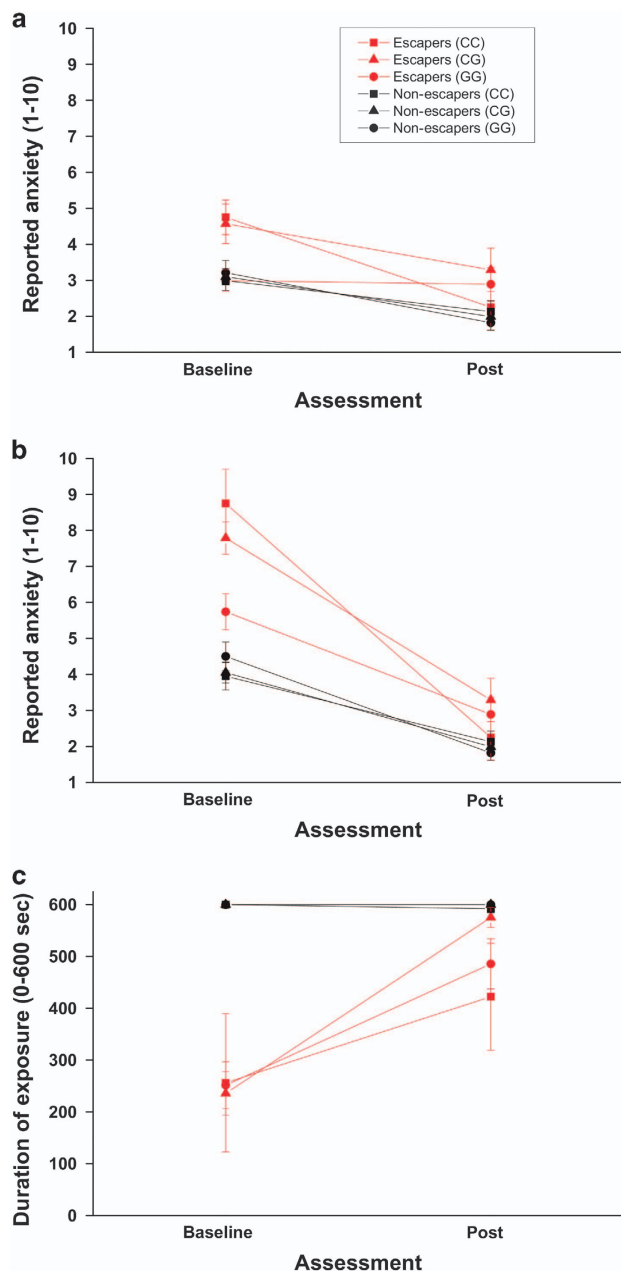 a
Escapers (CC)
Escapers (CG)
Escapers (GG)
Non-escapers (CC)
Non-escapers (CG)
Non-escapers (GG)
Reported anxiety (1-10)
10
9
8
7
6
5
4
3
2
1
Baseline
Post
Assessment
b
Reported anxiety (1-10)
10
9
8
7
6
5
4
3
2
1
Baseline
Post
Assessment
c
Duration of exposure (0-600 sec)
600
500
400
300
200
100
0
Baseline
Post
Assessment